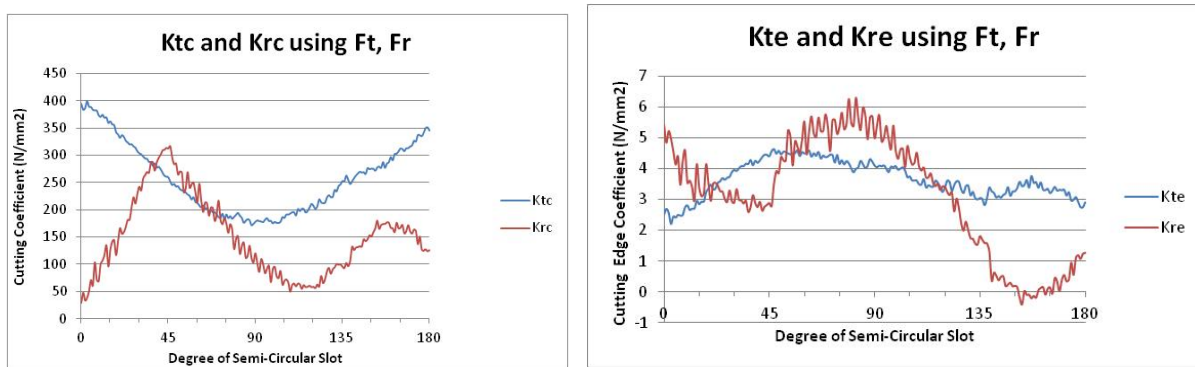 Ktc and Krc using Ft, Fr
Cutting Coefficient (N/mm2)
450
400
350
300
250
200
150
100
50
0
0 45 90 135 180
Degree of Semi-Circular Slot
Ktc
Krc
Kte and Kre using Ft, Fr
Cutting Edge Coefficient (N/mm2)
7
6
5
4
3
2
1
0
-1
0 45 90 135 180
Degree of Semi-Circular Slot
Kte
Kre